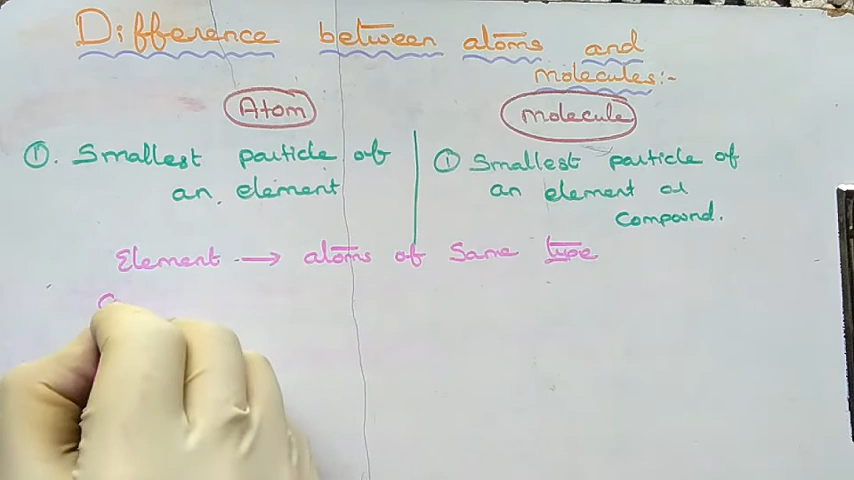 Difference between atoms and
molecules:-
Atom
Molecule
①. Smallest particle of
an element
① Smallest particle of
an element or
Compound.
Element → atoms of Same type
C